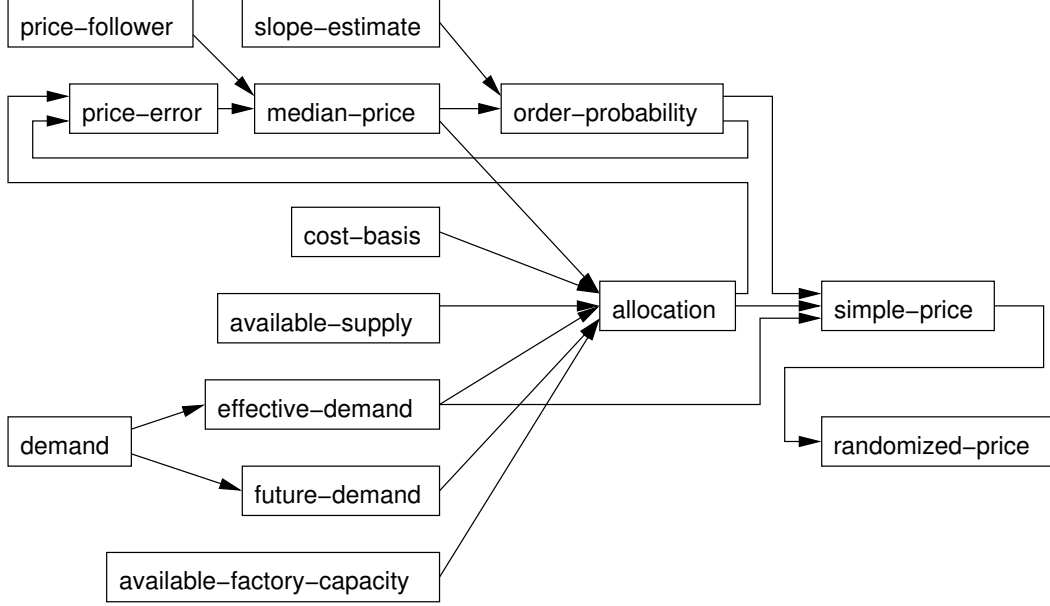 price−follower
slope−estimate
price−error
median−price
order−probability
cost−basis
available−supply
allocation
simple−price
effective−demand
demand
randomized−price
future−demand
available−factory−capacity